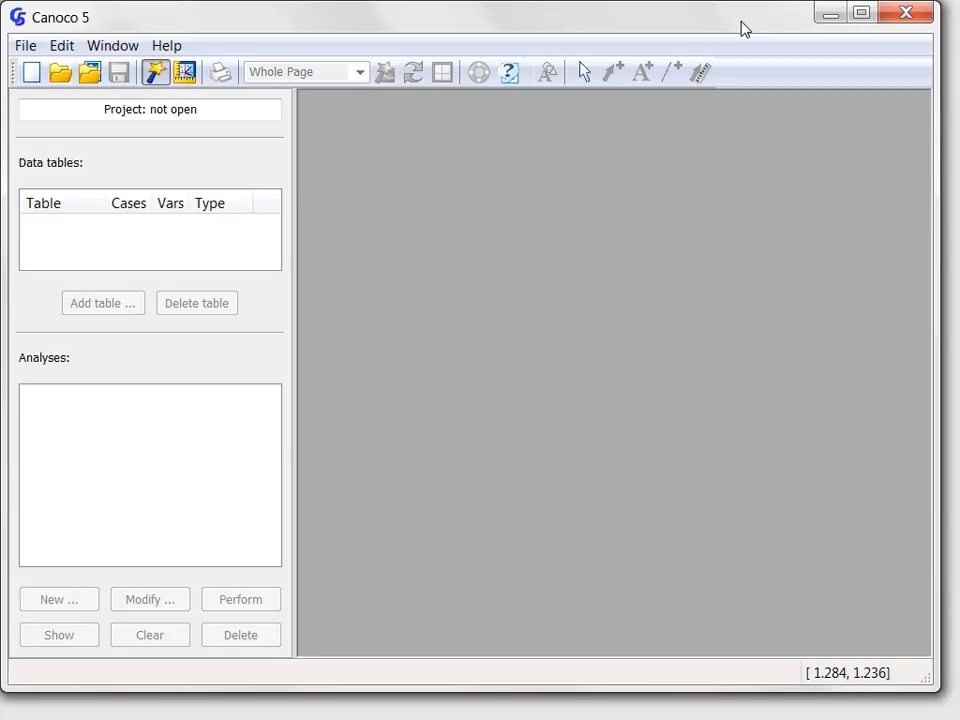 Canoco 5
File Edit Window Help
Whole Page
Project: not open
Data tables:
Table Cases Vars Type
Add table ... Delete table
Analyses:
New ... Modify ... Perform
Show Clear Delete
[ 1.284, 1.236]